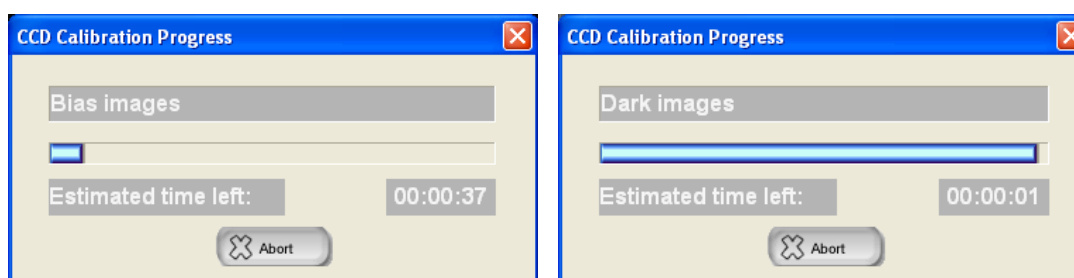 CCD Calibration Progress
Bias images
Estimated time left: 00:00:37
Abort
CCD Calibration Progress
Dark images
Estimated time left: 00:00:01
Abort